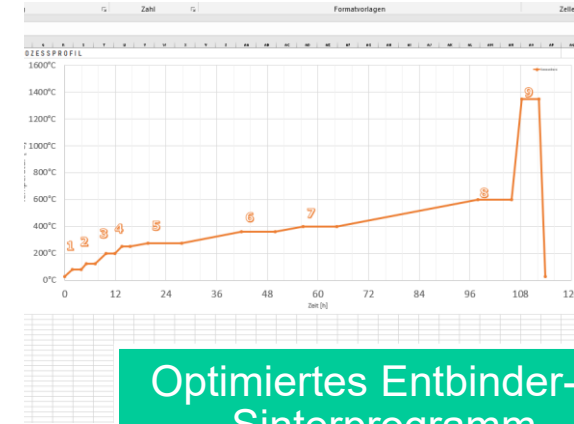 Zahl
Formatvorlagen
Zelle
OZESSPROFIL
1600°C
1400°C
1200°C
1000°C
800°C
600°C
400°C
200°C
0°C
1 2 3 4 5 6 7 8 9
0 12 24 36 48 60 72 84 96 108 12
Zeit [h]
Optimiertes Entbinder-
Sinterprogramm